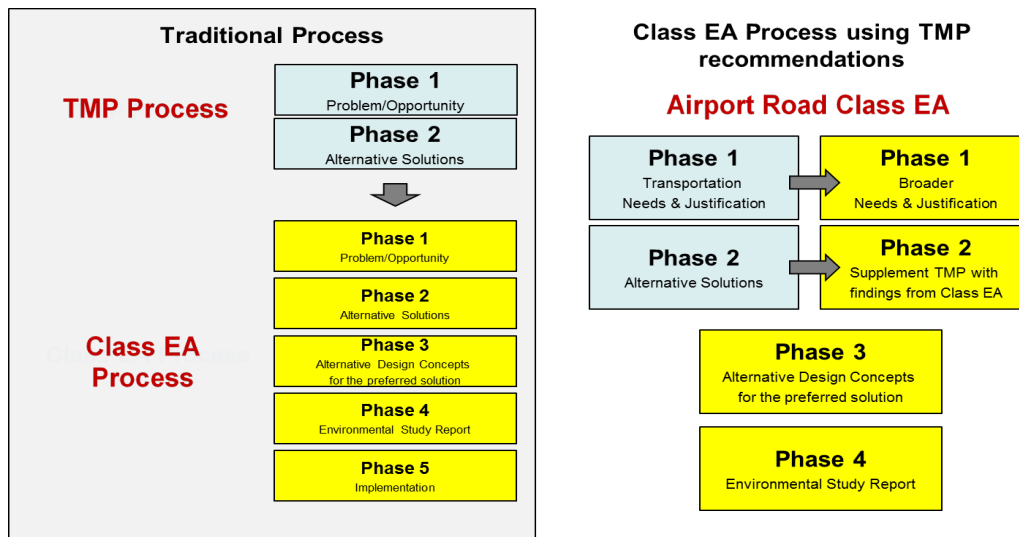 Traditional Process
TMP Process
Phase 1
Problem/Opportunity
Phase 2
Alternative Solutions
Class EA
Process
Phase 1
Problem/Opportunity
Phase 2
Alternative Solutions
Phase 3
Alternative Design Concepts
for the preferred solution
Phase 4
Environmental Study Report
Phase 5
Implementation
Class EA Process using TMP
recommendations
Airport Road Class EA
Phase 1
Transportation
Needs & Justification
Phase 1
Broader
Needs & Justification
Phase 2
Alternative Solutions
Phase 2
Supplement TMP with
findings from Class EA
Phase 3
Alternative Design Concepts
for the preferred solution
Phase 4
Environmental Study Report